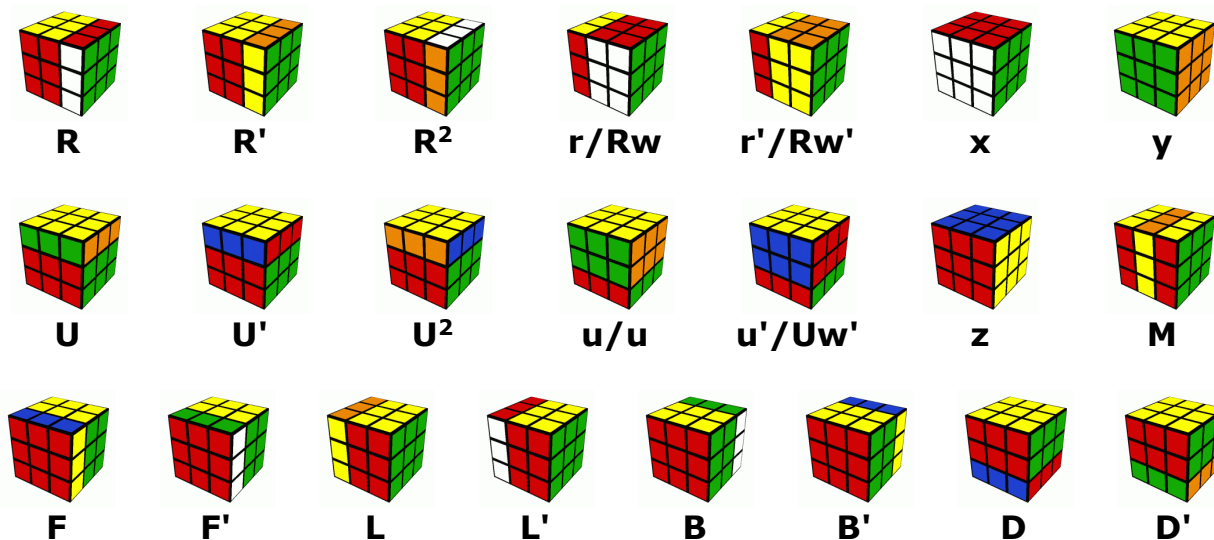 R R' R² r/Rw r'/Rw' x y
U U' U² u/u u'/Uw' z M
F F' L L' B B' D D'